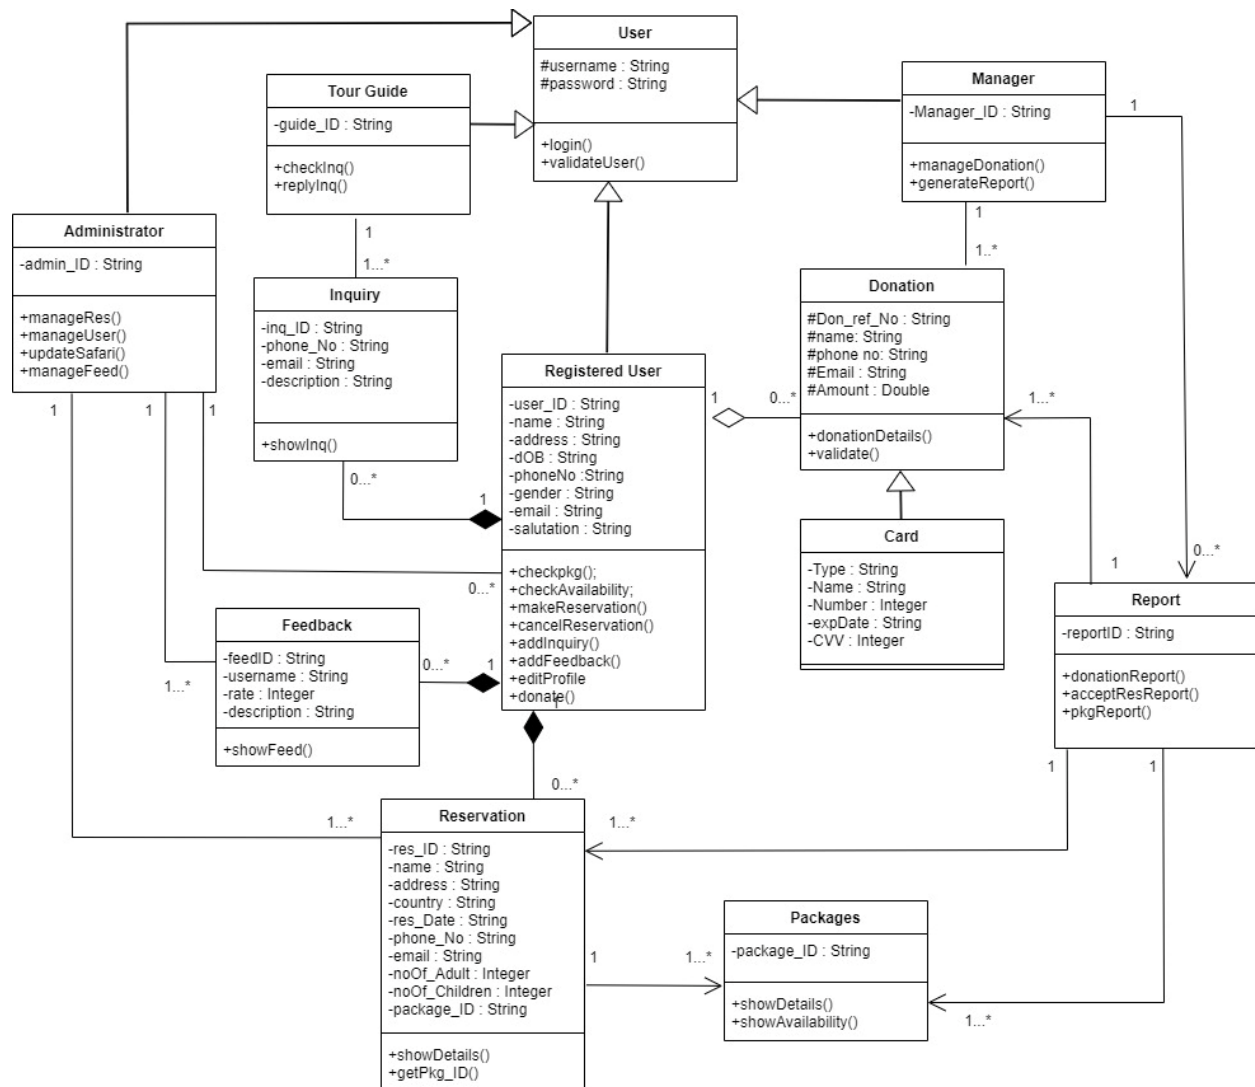 User
#username : String
#password : String
+login()
+validateUser()
Tour Guide
-guide_ID : String
+checkInq()
+replyInq()
Manager
-Manager_ID : String
+manageDonation()
+generateReport()
1
Administrator
-admin_ID : String
+manageRes()
+manageUser()
+updateSafari()
+manageFeed()
1
1...*
1
1..*
Inquiry
-inq_ID : String
-phone_No : String
-email : String
-description : String
+showInq()
Donation
#Don_ref_No : String
#name: String
#phone no: String
#Email : String
#Amount : Double
+donationDetails()
+validate()
Registered User
-user_ID : String
-name : String
-address : String
-dOB : String
-phoneNo :String
-gender : String
-email : String
-salutation : String
+checkpkg();
+checkAvailability;
+makeReservation()
+cancelReservation()
+addInquiry()
+addFeedback()
+editProfile
+donate()
1
1
1
1
0...*
1...*
0...*
1
Card
-Type : String
-Name : String
-Number : Integer
-expDate : String
-CVV : Integer
0...*
1
0...*
Report
-reportID : String
+donationReport()
+acceptResReport()
+pkgReport()
Feedback
-feedID : String
-username : String
-rate : Integer
-description : String
+showFeed()
0...*
1
1...*
1
0...*
1
1
1...*
1...*
Reservation
-res_ID : String
-name : String
-address : String
-country : String
-res_Date : String
-phone_No : String
-email : String
-noOf_Adult : Integer
-noOf_Children : Integer
-package_ID : String
+showDetails()
+getPkg_ID()
1
1...*
Packages
-package_ID : String
+showDetails()
+showAvailability()
1...*